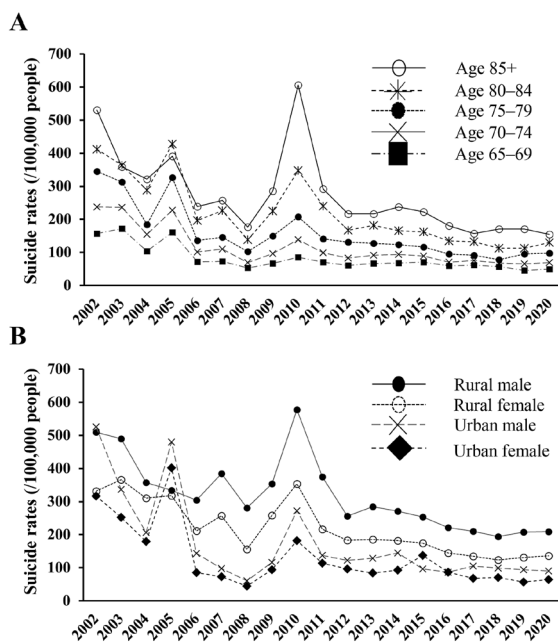 A
Suicide rates (/100,000 people)
700
600
500
400
300
200
100
0
Age 85+
Age 80–84
Age 75–79
Age 70–74
Age 65–69
2002 2003 2004 2005 2006 2007 2008 2009 2010 2011 2012 2013 2014 2015 2016 2017 2018 2019 2020
B
Suicide rates (/100,000 people)
700
600
500
400
300
200
100
0
Rural male
Rural female
Urban male
Urban female
2002 2003 2004 2005 2006 2007 2008 2009 2010 2011 2012 2013 2014 2015 2016 2017 2018 2019 2020